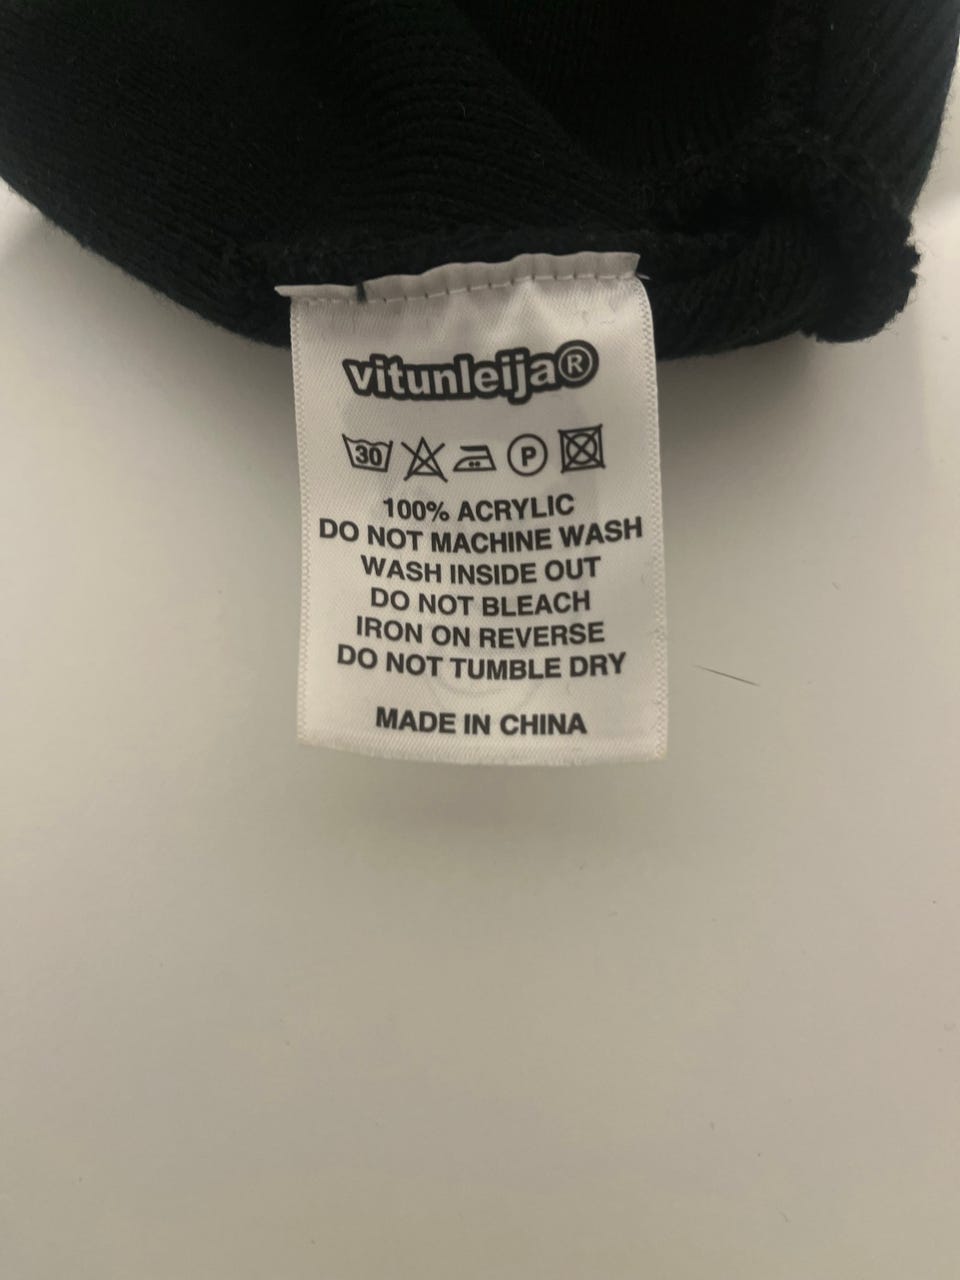 vitunleija®
30 P
100% ACRYLIC
DO NOT MACHINE WASH
WASH INSIDE OUT
DO NOT BLEACH
IRON ON REVERSE
DO NOT TUMBLE DRY
MADE IN CHINA